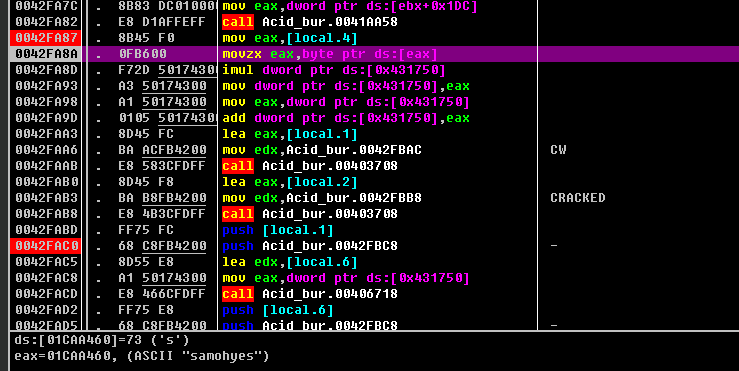 0042FA7C . 8B83 DC010000 mov eax,dword ptr ds:[ebx+0x1DC]
0042FA82 . E8 D1AFFEFF call Acid_bur.0041AA58
0042FA87 . 8B45 F0 mov eax,[local.4]
0042FA8A . 0FB600 movzx eax,byte ptr ds:[eax]
0042FA8D . F72D 50174300 imul dword ptr ds:[0x431750]
0042FA93 . A3 50174300 mov dword ptr ds:[0x431750],eax
0042FA98 . A1 50174300 mov eax,dword ptr ds:[0x431750]
0042FA9D . 0105 50174300 add dword ptr ds:[0x431750],eax
0042FAA3 . 8D45 FC lea eax,[local.1]
0042FAA6 . BA ACFB4200 mov edx,Acid_bur.0042FBAC CW
0042FAAB . E8 583CFDFF call Acid_bur.00403708
0042FAB0 . 8D45 F8 lea eax,[local.2]
0042FAB3 . BA B8FB4200 mov edx,Acid_bur.0042FBB8 CRACKED
0042FAB8 . E8 4B3CFDFF call Acid_bur.00403708
0042FABD . FF75 FC push [local.1]
0042FAC0 . 68 C8FB4200 push Acid_bur.0042FBC8 -
0042FAC5 . 8D55 E8 lea edx,[local.6]
0042FAC8 . A1 50174300 mov eax,dword ptr ds:[0x431750]
0042FACD . E8 466CFDFF call Acid_bur.00406718
0042FAD2 . FF75 E8 push [local.6]
0042FAD5 . 68 C8FB4200 push Acid_bur.0042FBC8 -
ds:[01CAA460]=73 ('s')
eax=01CAA460, (ASCII "samohyes")